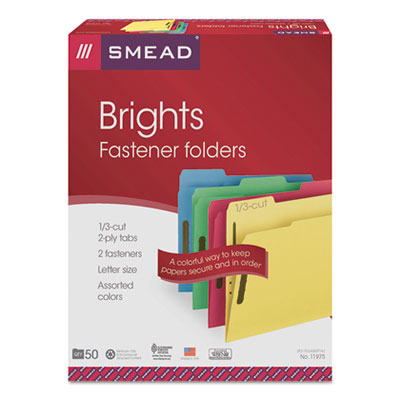 SMEAD
Brights
Fastener folders
1/3-cut
2-ply tabs
2 fasteners
Letter size
Assorted
colors
1/3-cut
A colorful way to keep
papers secure and in order
QTY 50
No. 11975